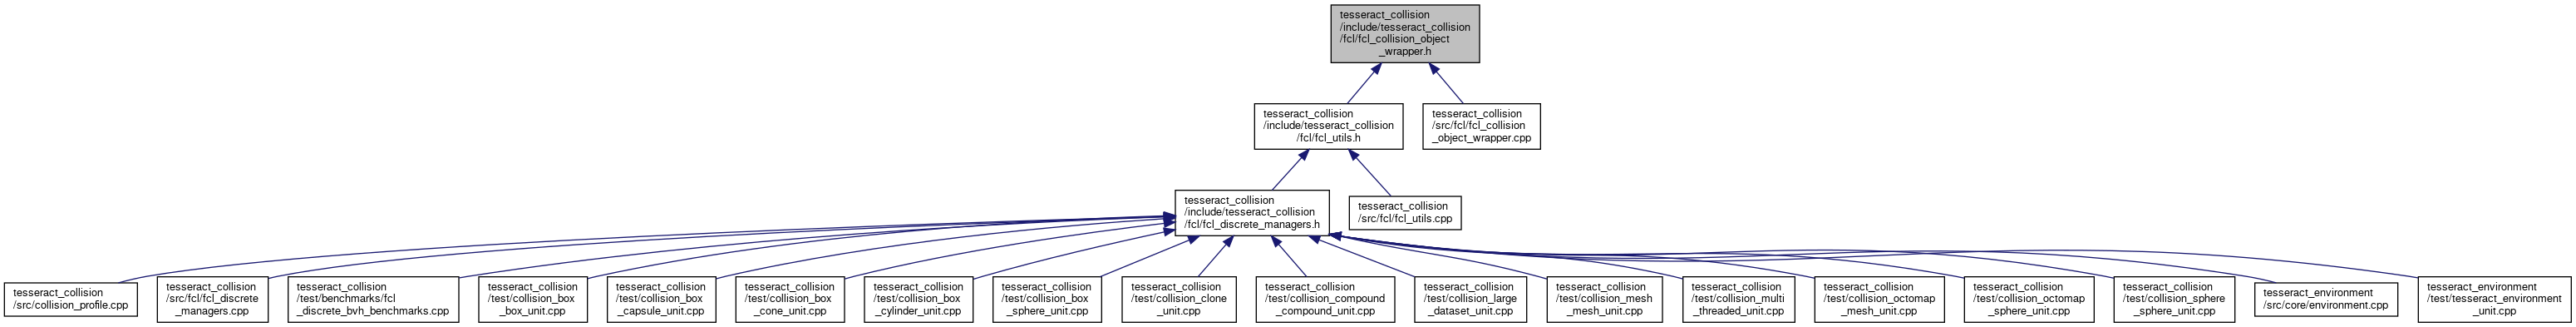 tesseract_collision
/include/tesseract_collision
/fcl/fcl_collision_object
_wrapper.h
tesseract_collision
/include/tesseract_collision
/fcl/fcl_utils.h
tesseract_collision
/src/fcl/fcl_collision
_object_wrapper.cpp
tesseract_collision
/include/tesseract_collision
/fcl/fcl_discrete_managers.h
tesseract_collision
/src/fcl/fcl_utils.cpp
tesseract_collision
/src/collision_profile.cpp
tesseract_collision
/src/fcl/fcl_discrete
_managers.cpp
tesseract_collision
/test/benchmarks/fcl
_discrete_bvh_benchmarks.cpp
tesseract_collision
/test/collision_box
_box_unit.cpp
tesseract_collision
/test/collision_box
_capsule_unit.cpp
tesseract_collision
/test/collision_box
_cone_unit.cpp
tesseract_collision
/test/collision_box
_cylinder_unit.cpp
tesseract_collision
/test/collision_box
_sphere_unit.cpp
tesseract_collision
/test/collision_clone
_unit.cpp
tesseract_collision
/test/collision_compound
_compound_unit.cpp
tesseract_collision
/test/collision_large
_dataset_unit.cpp
tesseract_collision
/test/collision_mesh
_mesh_unit.cpp
tesseract_collision
/test/collision_multi
_threaded_unit.cpp
tesseract_collision
/test/collision_octomap
_mesh_unit.cpp
tesseract_collision
/test/collision_octomap
_sphere_unit.cpp
tesseract_collision
/test/collision_sphere
_sphere_unit.cpp
tesseract_environment
/src/core/environment.cpp
tesseract_environment
/test/tesseract_environment
_unit.cpp